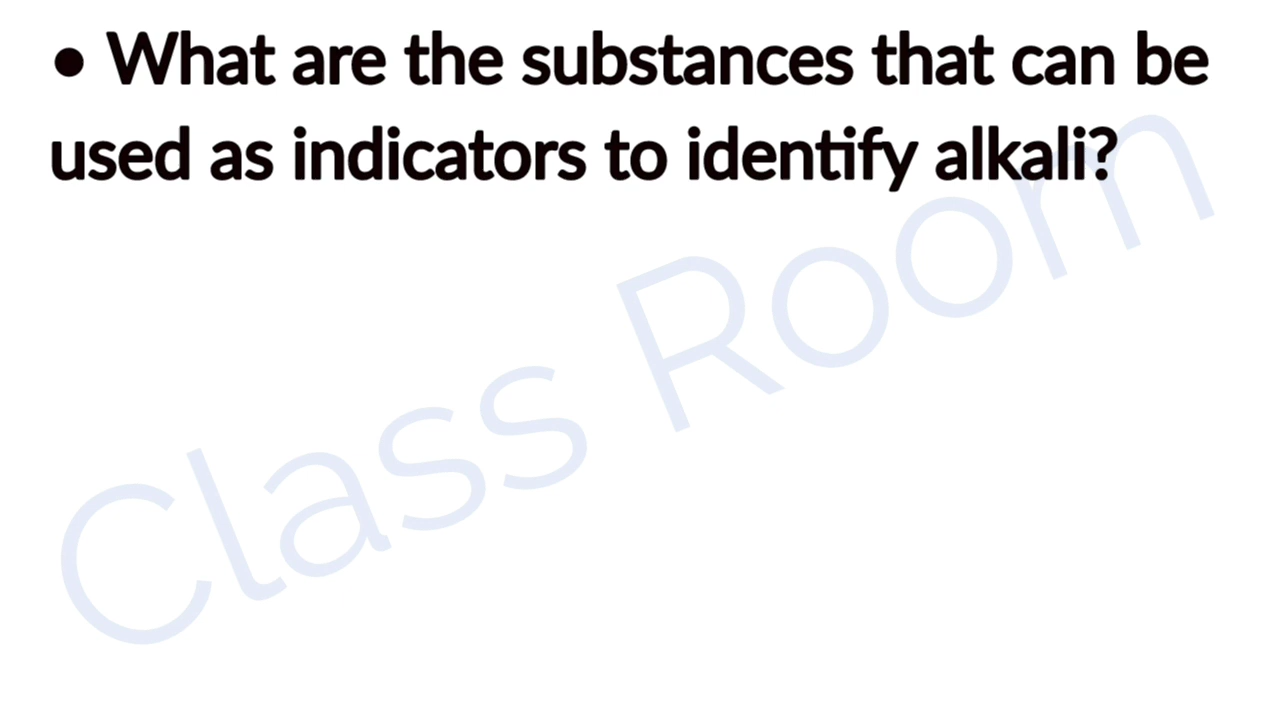 • What are the substances that can be
used as indicators to identify alkali?
Class Room